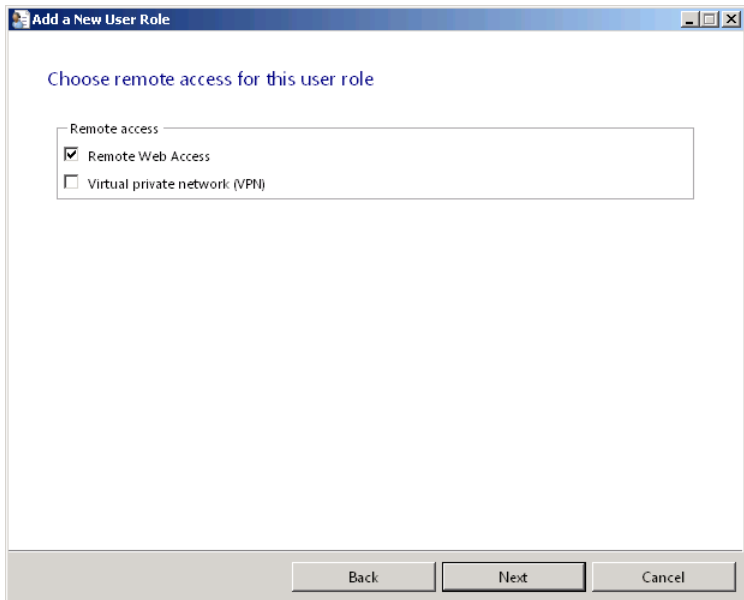 Add a New User Role
Choose remote access for this user role
Remote access
Remote Web Access
Virtual private network (VPN)
Back Next Cancel